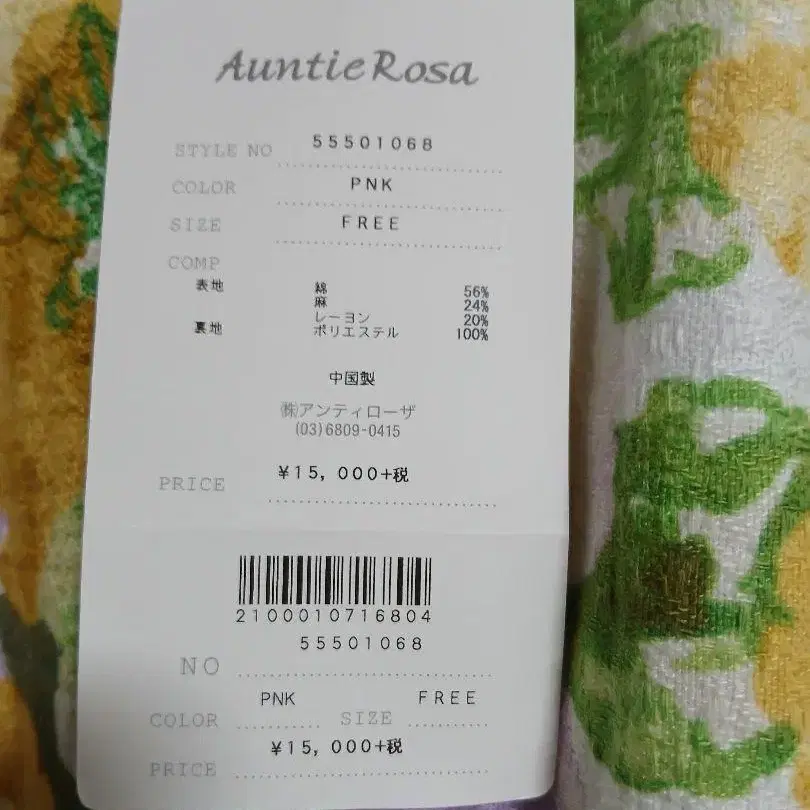 Auntie Rosa
STYLE NO 55501068
COLOR PNK
SIZE FREE
COMP
表地 綿 56%
麻 24%
レーヨン 20%
裏地 ポリエステル 100%
中国製
㈱アンティローザ
(03)6809-0415
PRICE ¥15,000+税
2100010716804
55501068
NO
PNK FREE
COLOR SIZE
¥15,000+税
PRICE